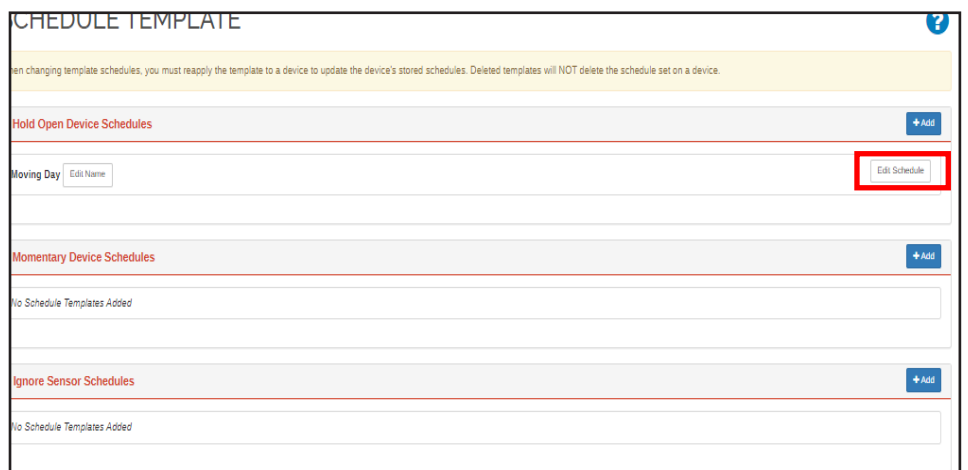 SCHEDULE TEMPLATE
?
hen changing template schedules, you must reapply the template to a device to update the device's stored schedules. Deleted templates will NOT delete the schedule set on a device.
Hold Open Device Schedules
+ Add
Moving Day Edit Name
Edit Schedule
Momentary Device Schedules
+ Add
No Schedule Templates Added
Ignore Sensor Schedules
+ Add
No Schedule Templates Added